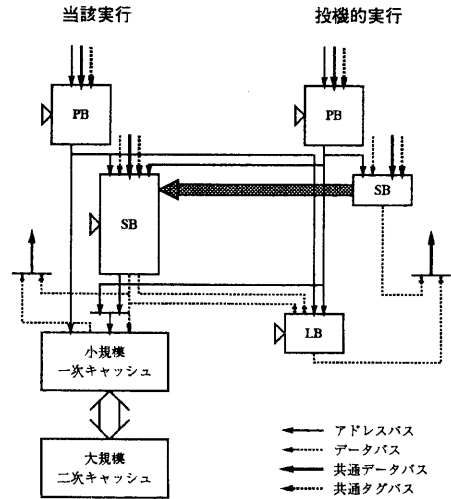 当該実行
投機的実行
PB
PB
SB
SB
LB
小規模
一次キャッシュ
大規模
二次キャッシュ
アドレスバス
データバス
共通データバス
共通タグバス